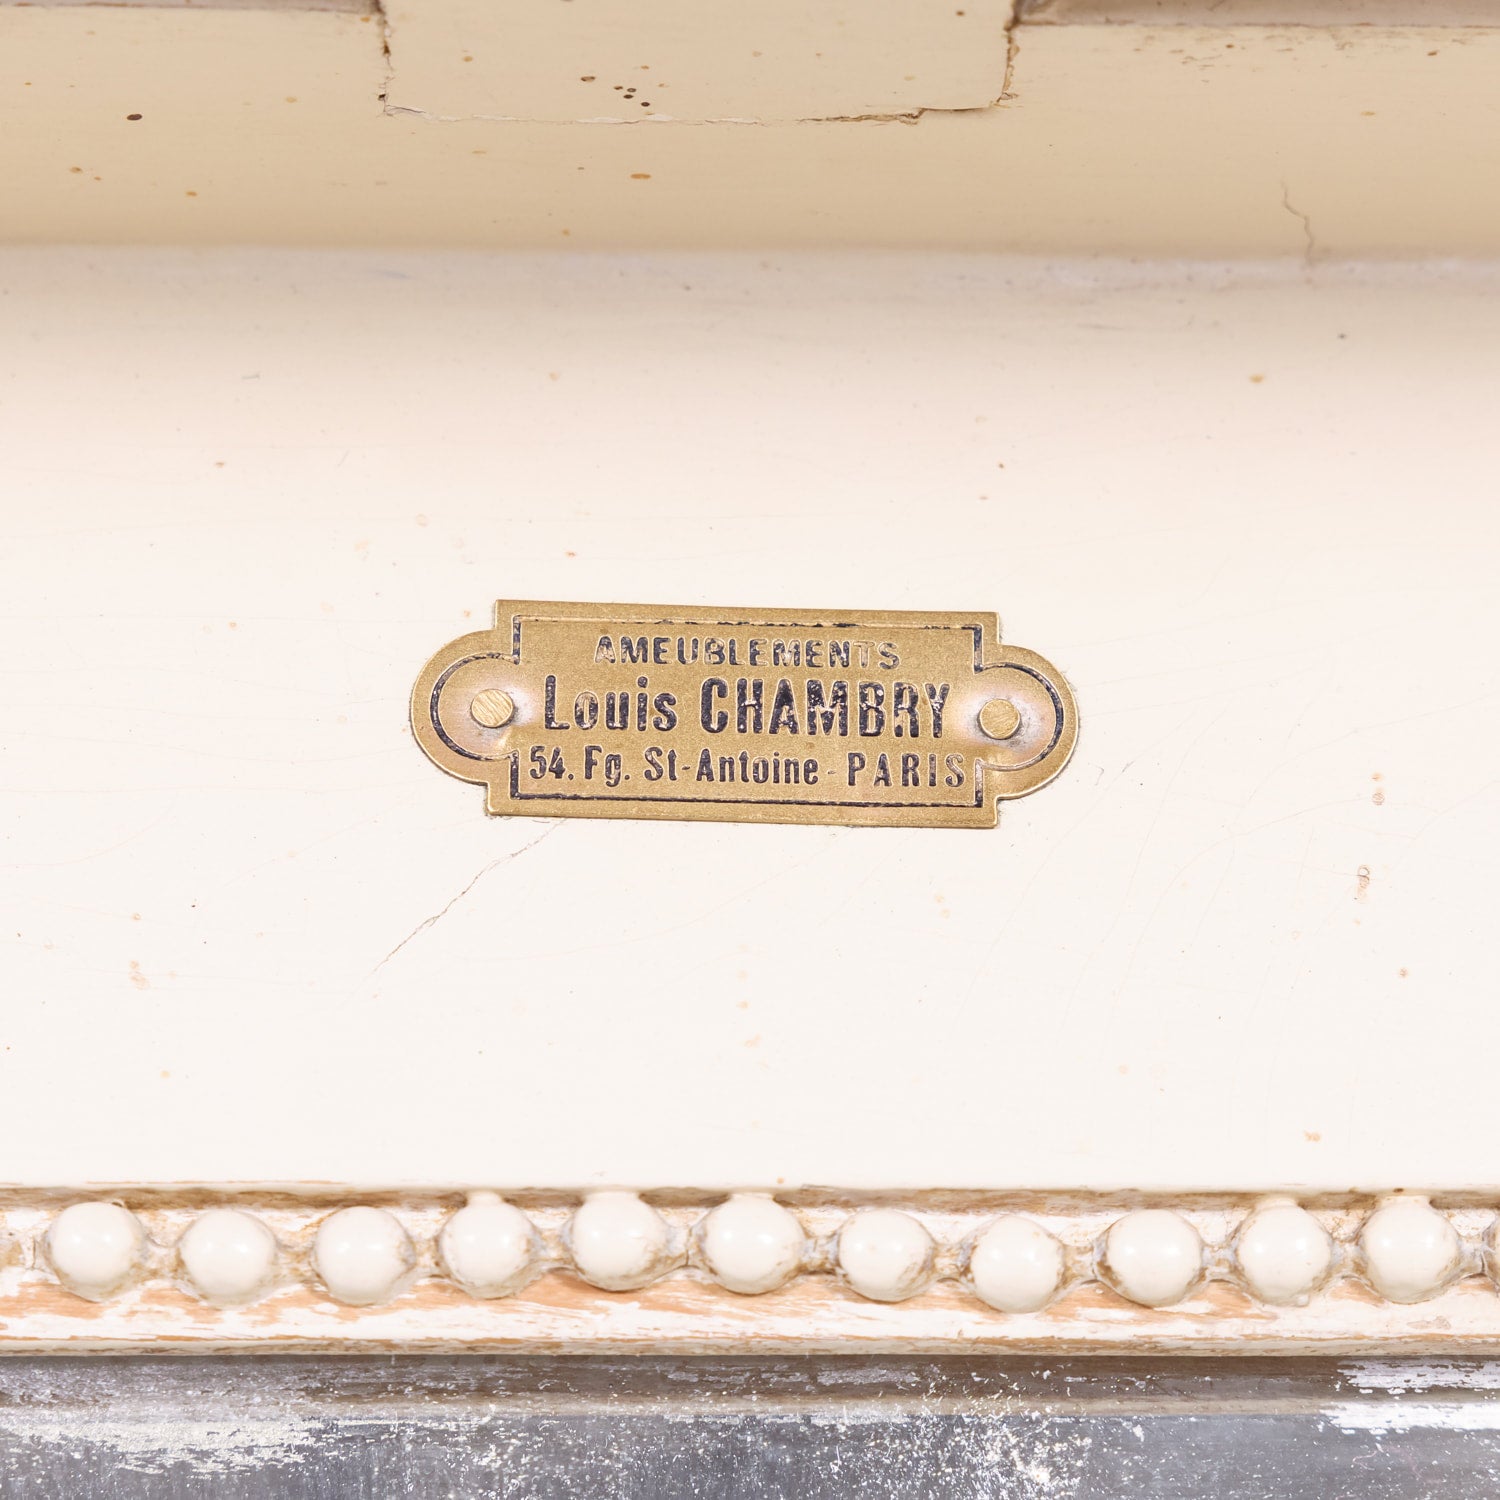 AMEUBLEMENTS
Louis CHAMBRY
54. Fg. St-Antoine - PARIS